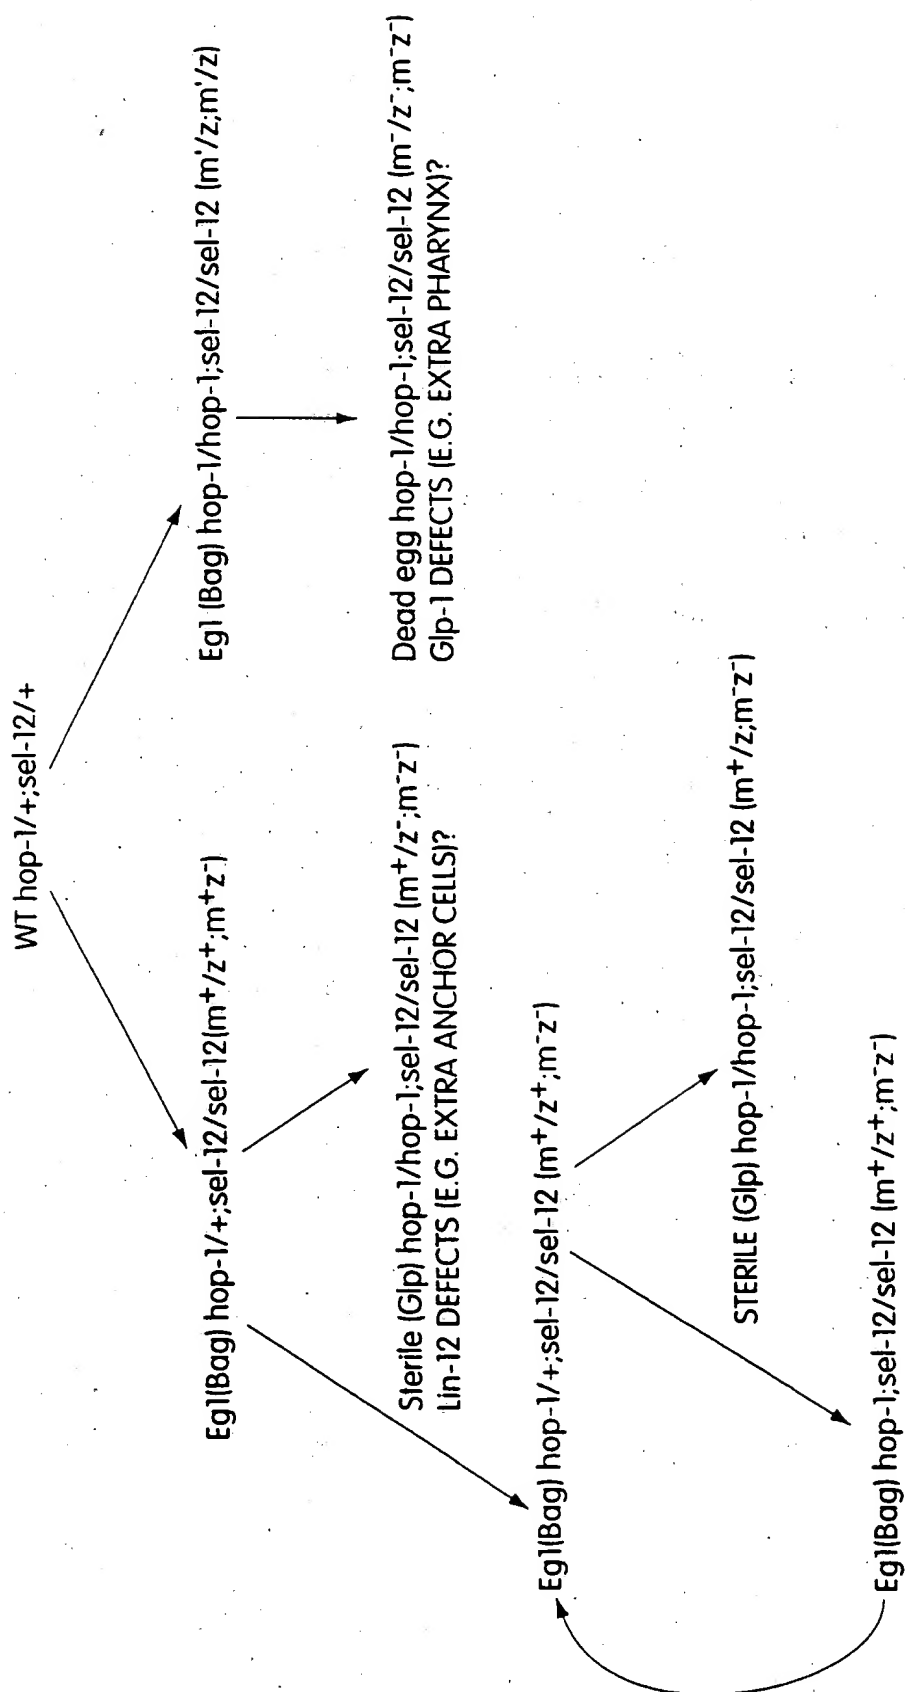 WT hop-1/+;sel-12/+
Egl(Bag) hop-1/+;sel-12/sel-12(m⁺/z⁺;m⁺z⁻)
Egl (Bag) hop-1/hop-1;sel-12/sel-12 (m'/z;m'/z)
Sterile (Glp) hop-1/hop-1;sel-12/sel-12 (m⁺/z⁻;m⁻z⁻)
Lin-12 DEFECTS (E.G. EXTRA ANCHOR CELLS)?
Dead egg hop-1/hop-1;sel-12/sel-12 (m⁻/z⁻;m⁻z⁻)
Glp-1 DEFECTS (E.G. EXTRA PHARYNX)?
Egl(Bag) hop-1/+;sel-12/sel-12 (m⁺/z⁺;m⁻z⁻)
STERILE (Glp) hop-1/hop-1;sel-12/sel-12 (m⁺/z;m⁻z⁻)
Egl(Bag) hop-1;sel-12/sel-12 (m⁺/z⁺;m⁻z⁻)